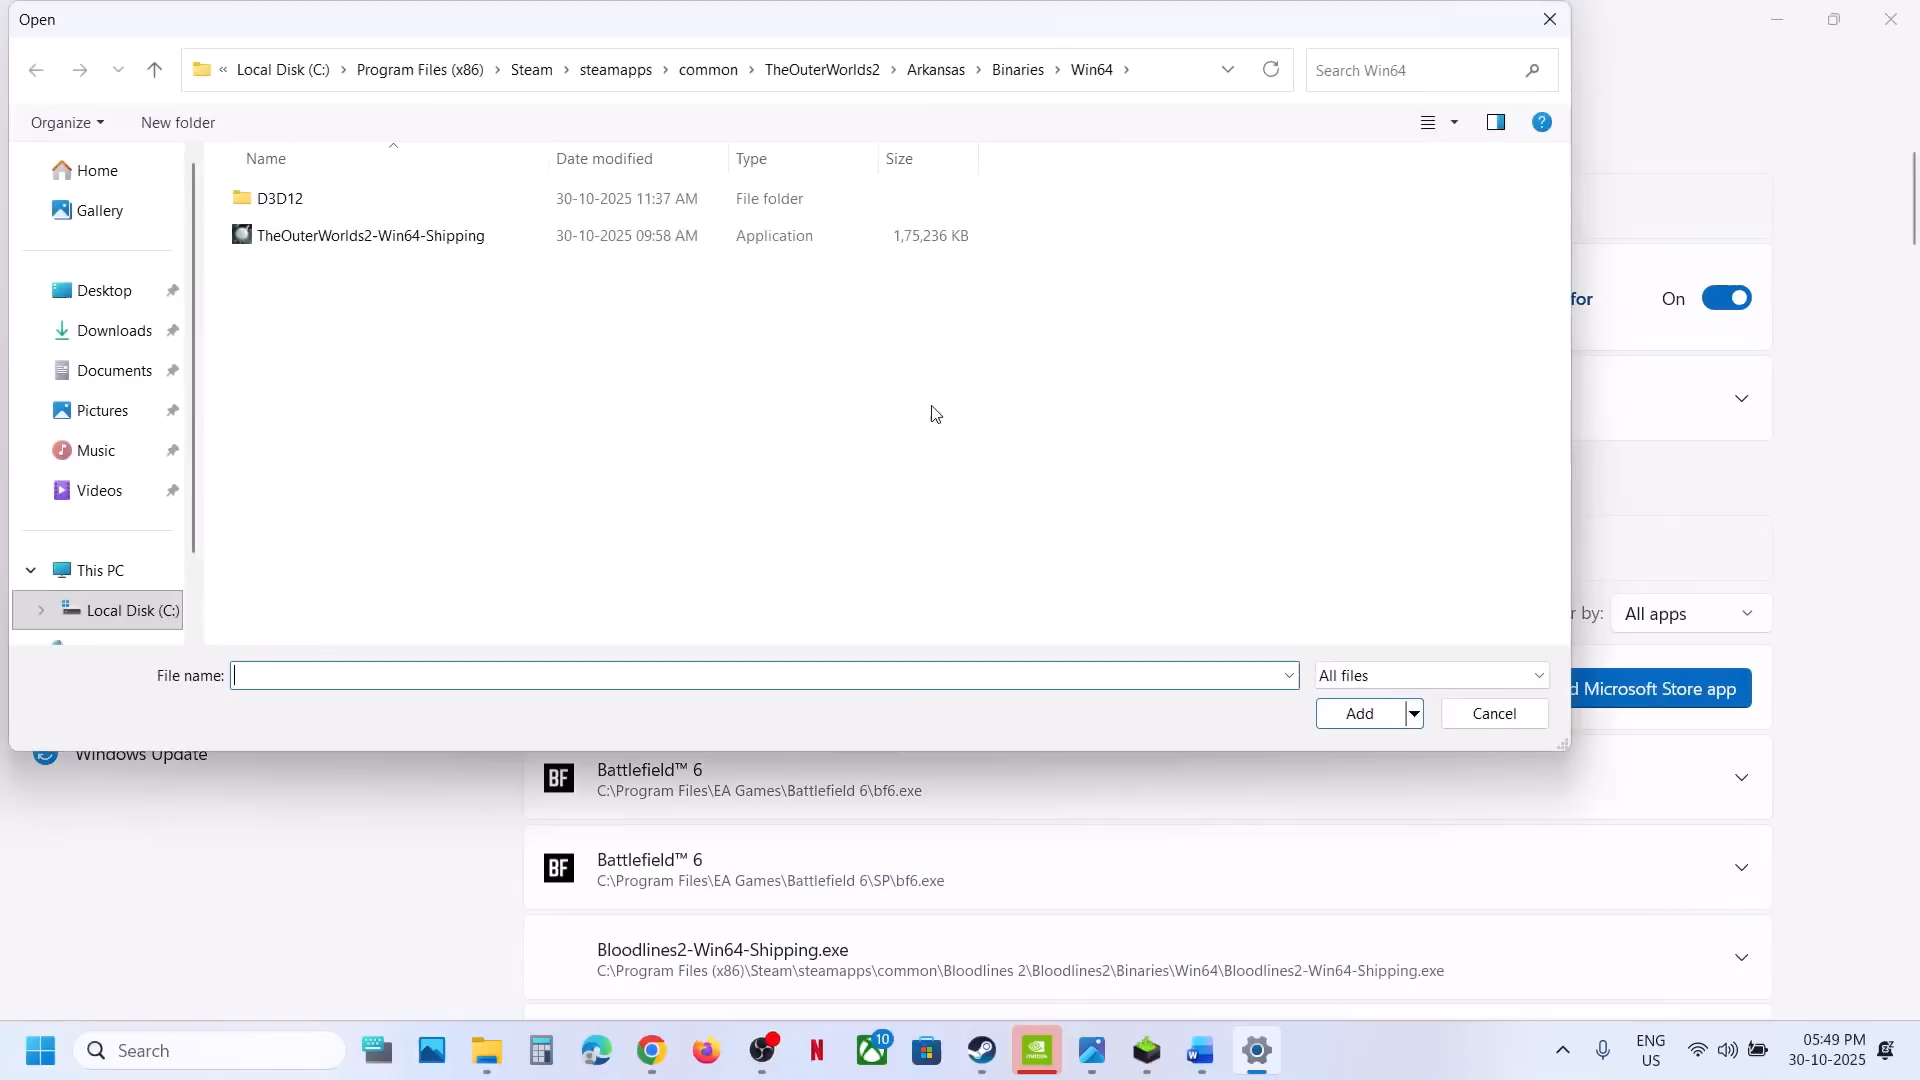 Open
« Local Disk (C:) › Program Files (x86) › Steam › steamapps › common › TheOuterWorlds2 › Arkansas › Binaries › Win64 ›
Search Win64
Organize
New folder
Name
Date modified
Type
Size
D3D12
30-10-2025 11:37 AM
File folder
TheOuterWorlds2-Win64-Shipping
30-10-2025 09:58 AM
Application
1,75,236 KB
Home
Gallery
Desktop
Downloads
Documents
Pictures
Music
Videos
This PC
Local Disk (C:)
for
On
r by:
All apps
d Microsoft Store app
File name:
All files
Add
Cancel
Windows Update
BF
Battlefield™ 6
C:\Program Files\EA Games\Battlefield 6\bf6.exe
BF
Battlefield™ 6
C:\Program Files\EA Games\Battlefield 6\SP\bf6.exe
Bloodlines2-Win64-Shipping.exe
C:\Program Files (x86)\Steam\steamapps\common\Bloodlines 2\Bloodlines2\Binaries\Win64\Bloodlines2-Win64-Shipping.exe
Search
10
ENG
US
05:49 PM
30-10-2025